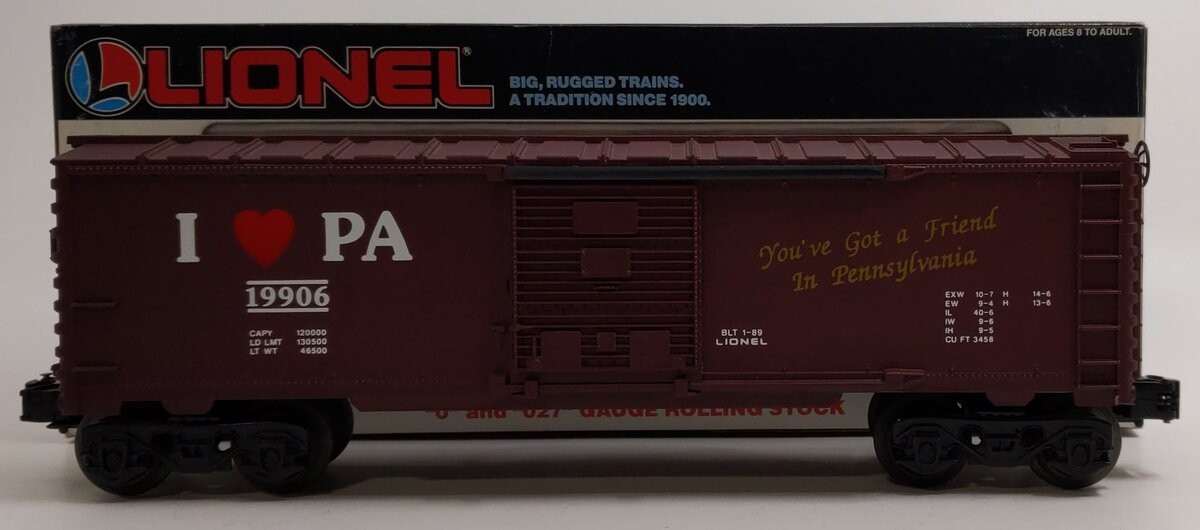 LIONEL®
BIG, RUGGED TRAINS.
A TRADITION SINCE 1900.
FOR AGES 8 TO ADULT.
I ♥ PA
19906
CAPY 120000
LD LMT 130500
LT WT 46500
You've Got a Friend
In Pennsylvania
BLT 1-89
LIONEL
EXW 10-7 H 14-6
EW 9-4 H 13-6
IL 40-6
IW 9-6
IH 9-5
CU FT 3458
"O" and "O27" GAUGE ROLLING STOCK